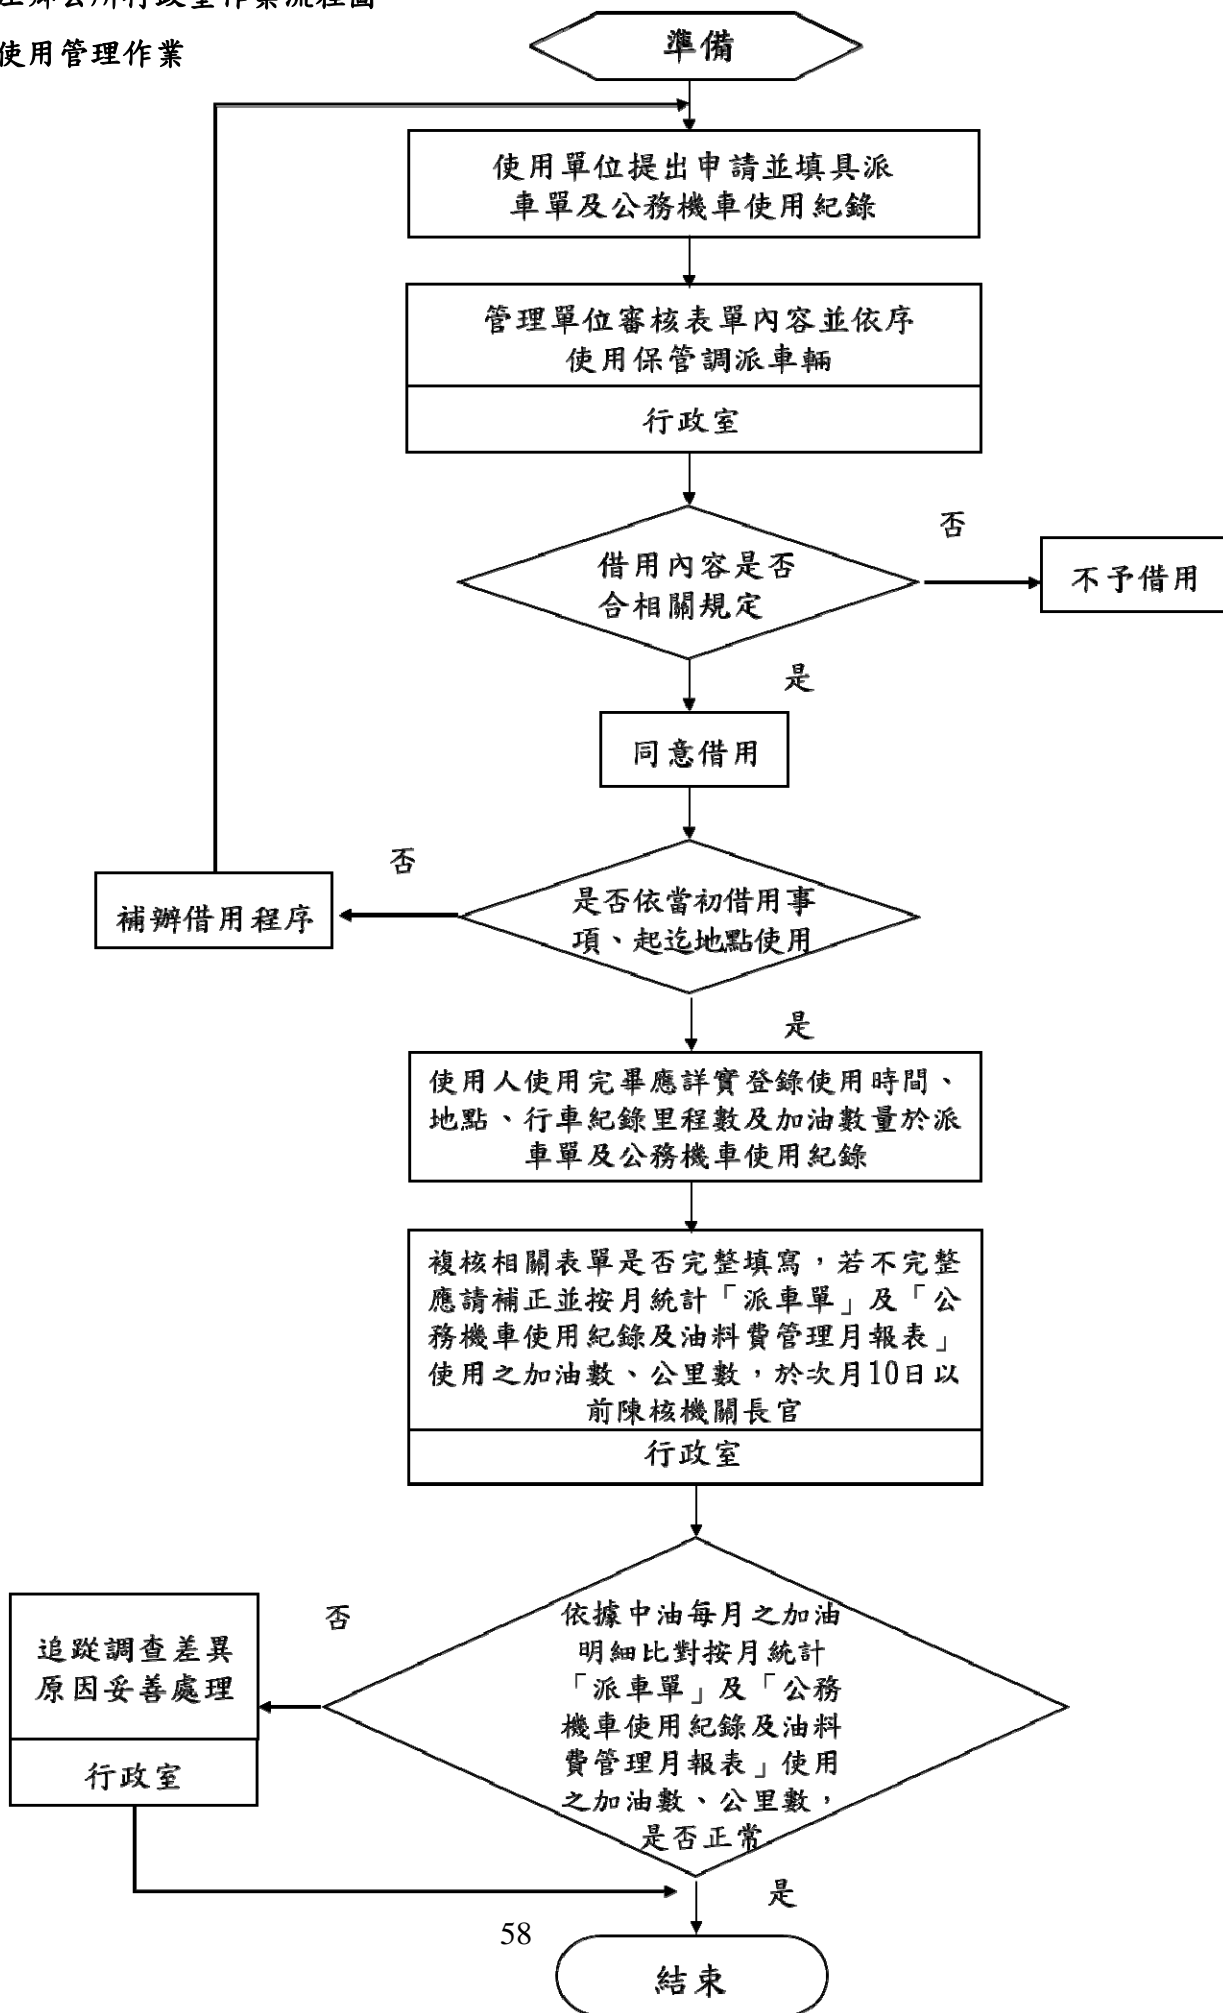 鄉公所行政室作業流程圖
使用管理作業
準備
使用單位提出申請並填具派
車單及公務機車使用紀錄
管理單位審核表單內容並依序
使用保管調派車輛
行政室
借用內容是否
合相關規定
否
不予借用
是
同意借用
是否依當初借用事
項、起迄地點使用
否
補辦借用程序
是
使用人使用完畢應詳實登錄使用時間、
地點、行車紀錄里程數及加油數量於派
車單及公務機車使用紀錄
複核相關表單是否完整填寫，若不完整
應請補正並按月統計「派車單」及「公
務機車使用紀錄及油料費管理月報表」
使用之加油數、公里數，於次月10日以
前陳核機關長官
行政室
依據中油每月之加油
明細比對按月統計
「派車單」及「公務
機車使用紀錄及油料
費管理月報表」使用
之加油數、公里數，
是否正常
否
追蹤調查差異
原因妥善處理
行政室
是
58
結束